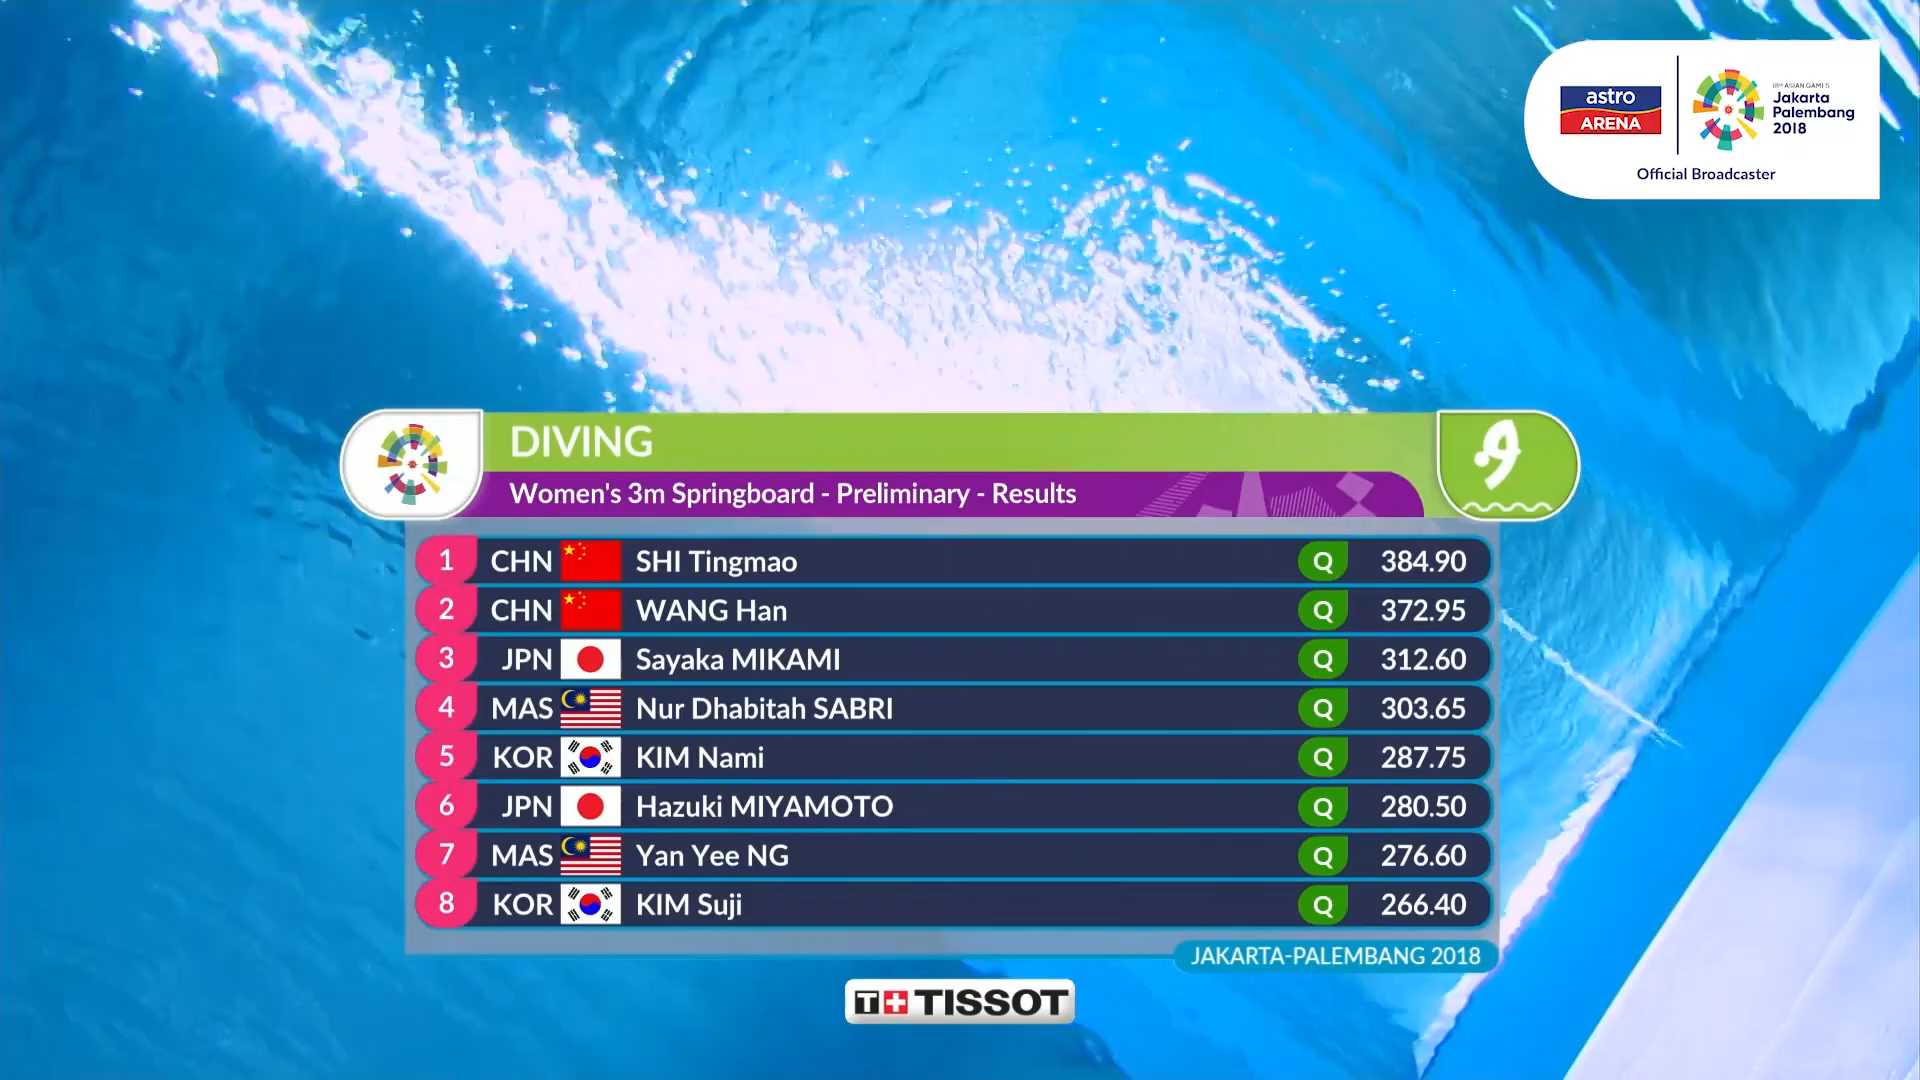 astro
ARENA
18TH ASIAN GAMES
Jakarta
Palembang
2018
Official Broadcaster
DIVING
Women's 3m Springboard - Preliminary - Results
1 CHN SHI Tingmao Q 384.90
2 CHN WANG Han Q 372.95
3 JPN Sayaka MIKAMI Q 312.60
4 MAS Nur Dhabitah SABRI Q 303.65
5 KOR KIM Nami Q 287.75
6 JPN Hazuki MIYAMOTO Q 280.50
7 MAS Yan Yee NG Q 276.60
8 KOR KIM Suji Q 266.40
JAKARTA-PALEMBANG 2018
T+ TISSOT